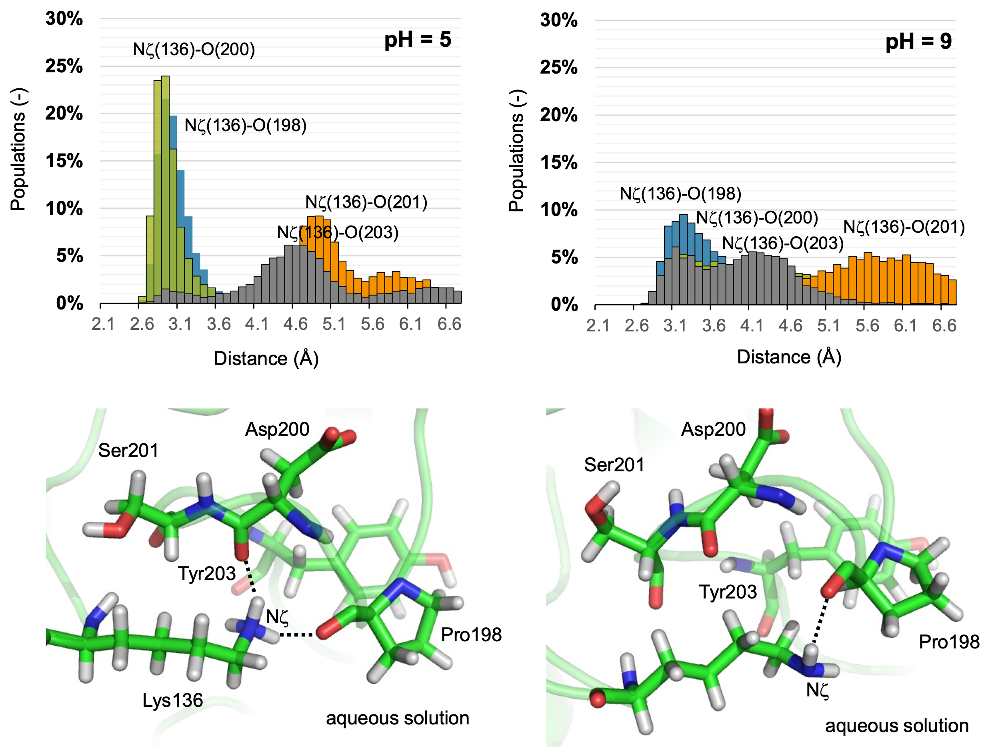 30%
25%
20%
15%
10%
5%
0%
Populations (-)
pH = 5
Nζ(136)-O(200)
Nζ(136)-O(198)
Nζ(136)-O(201)
Nζ(136)-O(203)
2.1 2.6 3.1 3.6 4.1 4.6 5.1 5.6 6.1 6.6
Distance (Å)
30%
25%
20%
15%
10%
5%
0%
Populations (-)
pH = 9
Nζ(136)-O(198)
Nζ(136)-O(200)
Nζ(136)-O(201)
Nζ(136)-O(203)
2.1 2.6 3.1 3.6 4.1 4.6 5.1 5.6 6.1 6.6
Distance (Å)
Asp200
Ser201
Tyr203
Nζ
Pro198
Lys136
aqueous solution
Asp200
Ser201
Tyr203
Pro198
Nζ
aqueous solution